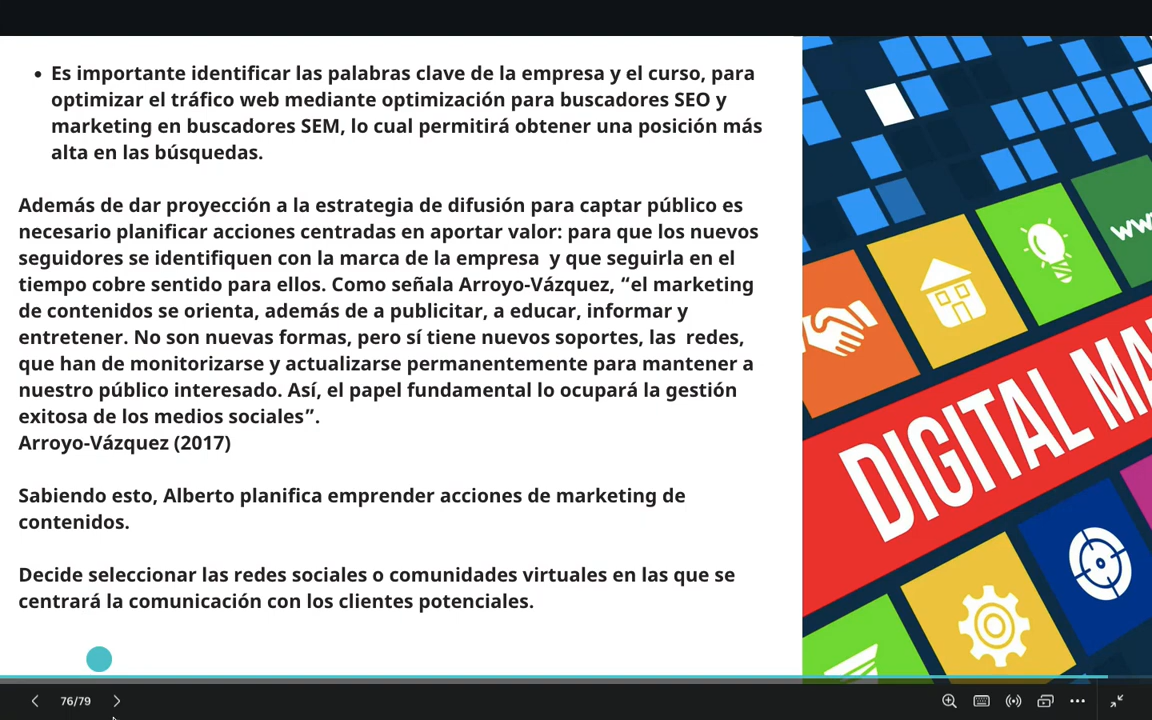 • Es importante identificar las palabras clave de la empresa y el curso, para
optimizar el tráfico web mediante optimización para buscadores SEO y
marketing en buscadores SEM, lo cual permitirá obtener una posición más
alta en las búsquedas.
Además de dar proyección a la estrategia de difusión para captar público es
necesario planificar acciones centradas en aportar valor: para que los nuevos
seguidores se identifiquen con la marca de la empresa  y que seguirla en el
tiempo cobre sentido para ellos. Como señala Arroyo-Vázquez, “el marketing
de contenidos se orienta, además de a publicitar, a educar, informar y
entretener. No son nuevas formas, pero sí tiene nuevos soportes, las  redes,
que han de monitorizarse y actualizarse permanentemente para mantener a
nuestro público interesado. Así, el papel fundamental lo ocupará la gestión
exitosa de los medios sociales”.
Arroyo-Vázquez (2017)
Sabiendo esto, Alberto planifica emprender acciones de marketing de
contenidos.
Decide seleccionar las redes sociales o comunidades virtuales en las que se
centrará la comunicación con los clientes potenciales.
WW
DIGITAL MA
76/79